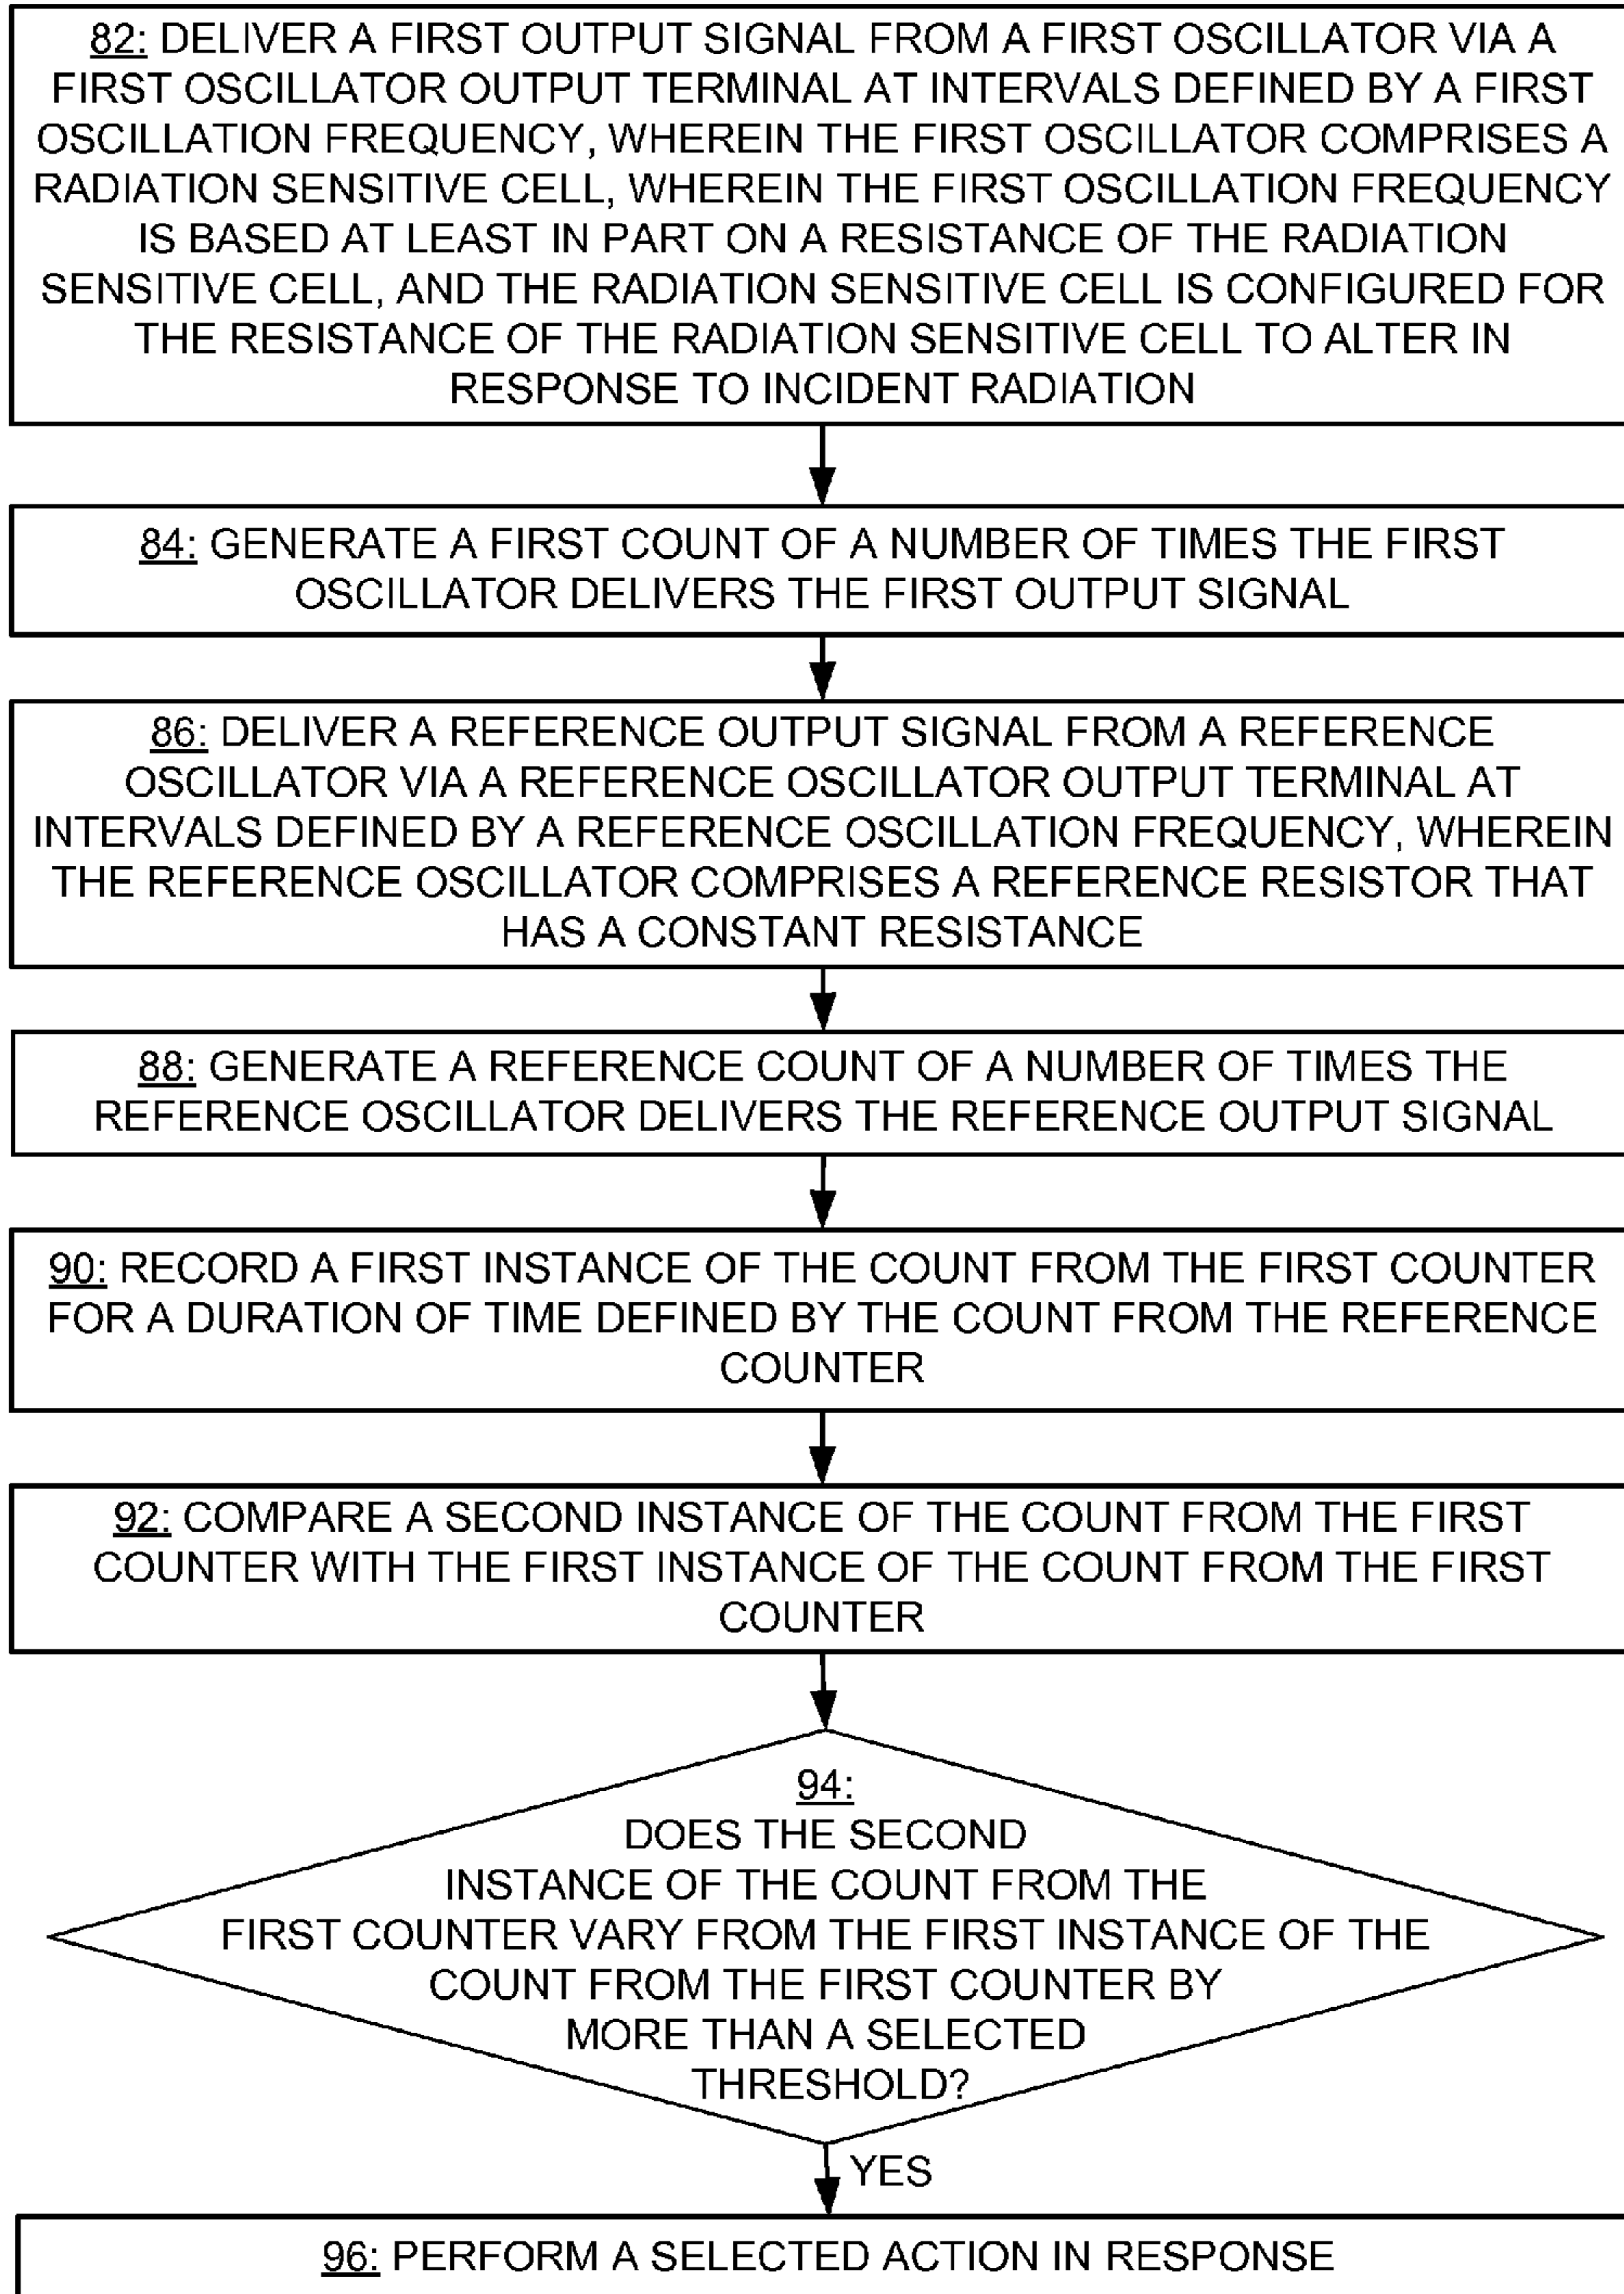 82: DELIVER A FIRST OUTPUT SIGNAL FROM A FIRST OSCILLATOR VIA A
FIRST OSCILLATOR OUTPUT TERMINAL AT INTERVALS DEFINED BY A FIRST
OSCILLATION FREQUENCY, WHEREIN THE FIRST OSCILLATOR COMPRISES A
RADIATION SENSITIVE CELL, WHEREIN THE FIRST OSCILLATION FREQUENCY
IS BASED AT LEAST IN PART ON A RESISTANCE OF THE RADIATION
SENSITIVE CELL, AND THE RADIATION SENSITIVE CELL IS CONFIGURED FOR
THE RESISTANCE OF THE RADIATION SENSITIVE CELL TO ALTER IN
RESPONSE TO INCIDENT RADIATION
84: GENERATE A FIRST COUNT OF A NUMBER OF TIMES THE FIRST
OSCILLATOR DELIVERS THE FIRST OUTPUT SIGNAL
86: DELIVER A REFERENCE OUTPUT SIGNAL FROM A REFERENCE
OSCILLATOR VIA A REFERENCE OSCILLATOR OUTPUT TERMINAL AT
INTERVALS DEFINED BY A REFERENCE OSCILLATION FREQUENCY, WHEREIN
THE REFERENCE OSCILLATOR COMPRISES A REFERENCE RESISTOR THAT
HAS A CONSTANT RESISTANCE
88: GENERATE A REFERENCE COUNT OF A NUMBER OF TIMES THE
REFERENCE OSCILLATOR DELIVERS THE REFERENCE OUTPUT SIGNAL
90: RECORD A FIRST INSTANCE OF THE COUNT FROM THE FIRST COUNTER
FOR A DURATION OF TIME DEFINED BY THE COUNT FROM THE REFERENCE
COUNTER
92: COMPARE A SECOND INSTANCE OF THE COUNT FROM THE FIRST
COUNTER WITH THE FIRST INSTANCE OF THE COUNT FROM THE FIRST
COUNTER
94:
DOES THE SECOND
INSTANCE OF THE COUNT FROM THE
FIRST COUNTER VARY FROM THE FIRST INSTANCE OF THE
COUNT FROM THE FIRST COUNTER BY
MORE THAN A SELECTED
THRESHOLD?
YES
96: PERFORM A SELECTED ACTION IN RESPONSE